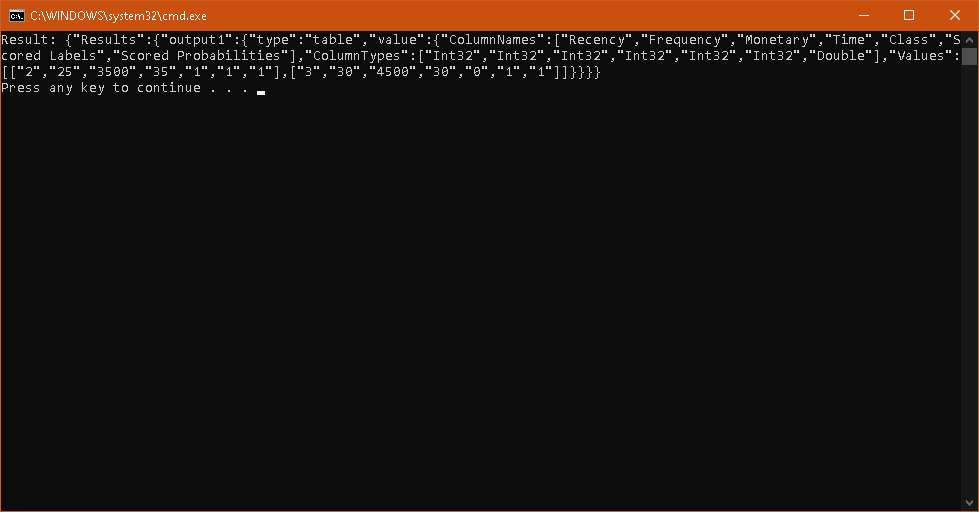 C:\WINDOWS\system32\cmd.exe
Result: {"Results":{"output1":{"type":"table","value":{"ColumnNames":["Recency","Frequency","Monetary","Time","Class","S
cored Labels","Scored Probabilities"],"ColumnTypes":["Int32","Int32","Int32","Int32","Int32","Int32","Double"],"Values":
[["2","25","3500","35","1","1","1"],["3","30","4500","30","0","1","1"]]}}}}
Press any key to continue . . .